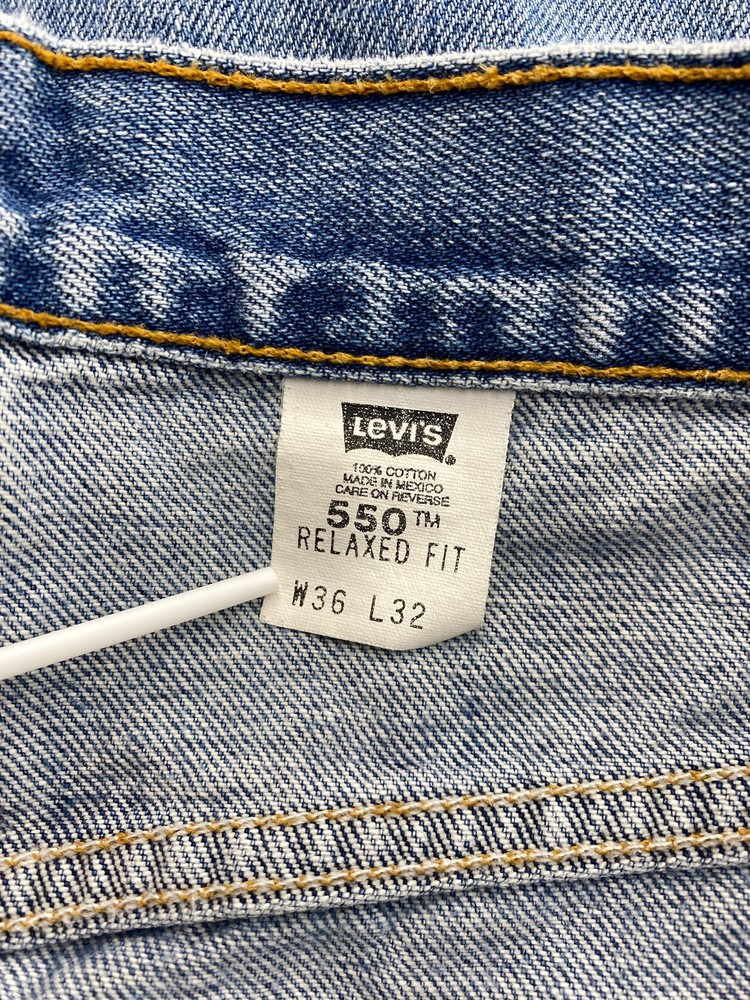 Levi's
100% COTTON
MADE IN MEXICO
CARE ON REVERSE
550™
RELAXED FIT
W36 L32